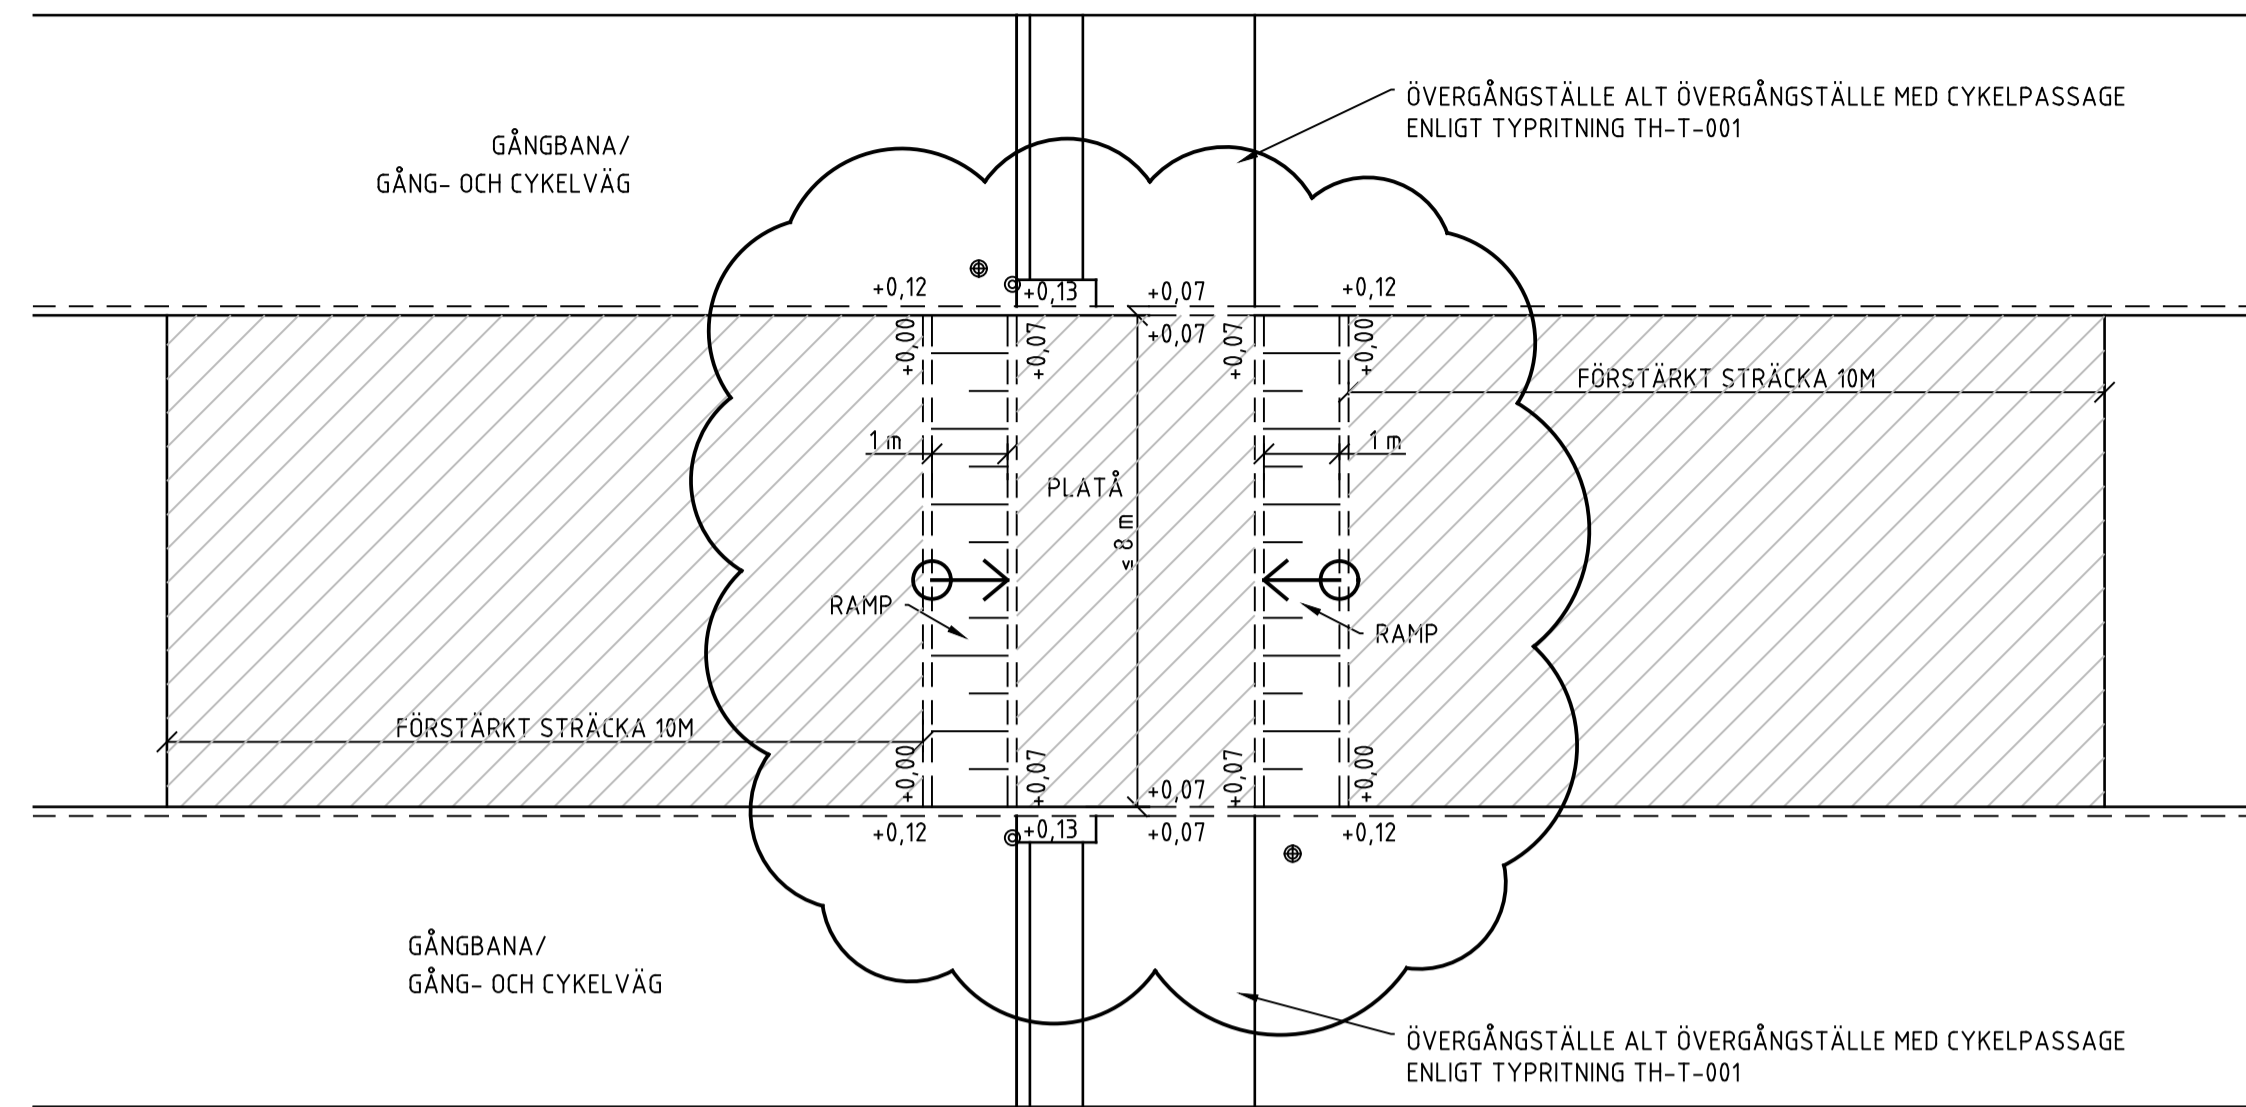 ÖVERGÅNGSTÄLLE ALT ÖVERGÅNGSTÄLLE MED CYKELPASSAGE
ENLIGT TYPRITNING TH-T-001
GÅNGBANA/
GÅNG- OCH CYKELVÄG
+0,12
+0,13
+0,07
+0,12
+0,00
+0,07
+0,07
+0,07
+0,00
FÖRSTÄRKT STRÄCKA 10M
1 m
1 m
PLATÅ
≤ 8 m
RAMP
RAMP
FÖRSTÄRKT STRÄCKA 10M
+0,00
+0,07
+0,07
+0,07
+0,00
+0,12
+0,13
+0,07
+0,12
GÅNGBANA/
GÅNG- OCH CYKELVÄG
ÖVERGÅNGSTÄLLE ALT ÖVERGÅNGSTÄLLE MED CYKELPASSAGE
ENLIGT TYPRITNING TH-T-001